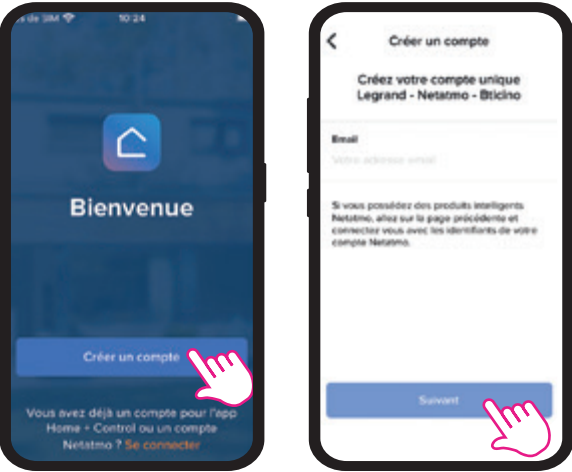 s de SIM 10:24
Bienvenue
Créer un compte
Vous avez déjà un compte pour l'app
Home + Control ou un compte
Netatmo ? Se connecter
Créer un compte
Créez votre compte unique
Legrand - Netatmo - Bticino
Email
Votre adresse email
Si vous possédez des produits intelligents
Netatmo, allez sur la page précédente et
connectez vous avec les identifiants de votre
compte Netatmo.
Suivant